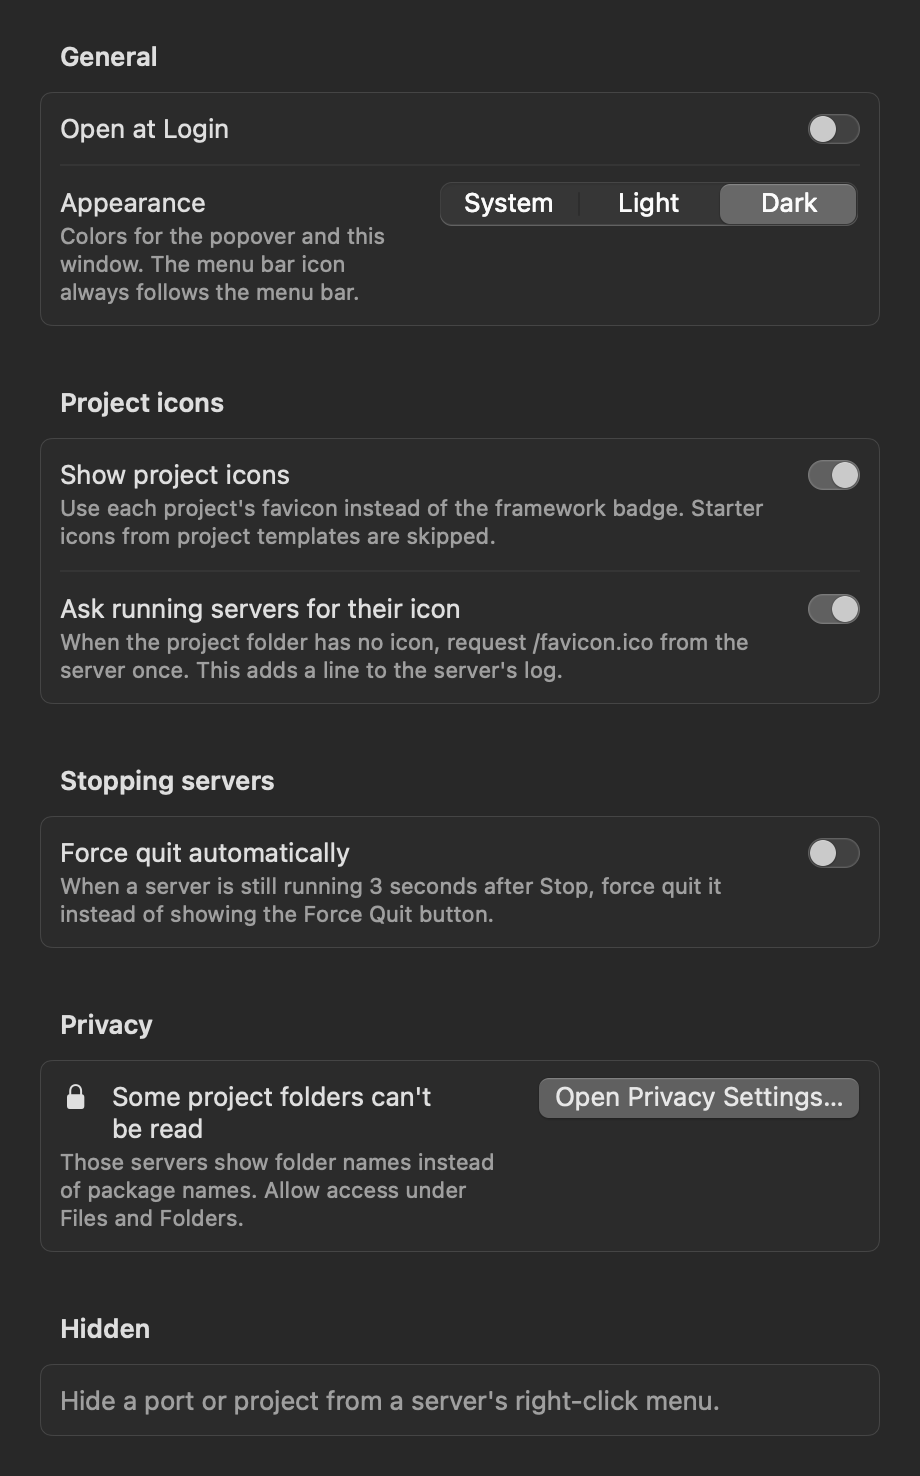 General
Open at Login
Appearance
System
Light
Dark
Colors for the popover and this
window. The menu bar icon
always follows the menu bar.
Project icons
Show project icons
Use each project's favicon instead of the framework badge. Starter
icons from project templates are skipped.
Ask running servers for their icon
When the project folder has no icon, request /favicon.ico from the
server once. This adds a line to the server's log.
Stopping servers
Force quit automatically
When a server is still running 3 seconds after Stop, force quit it
instead of showing the Force Quit button.
Privacy
Some project folders can't
be read
Open Privacy Settings...
Those servers show folder names instead
of package names. Allow access under
Files and Folders.
Hidden
Hide a port or project from a server's right-click menu.